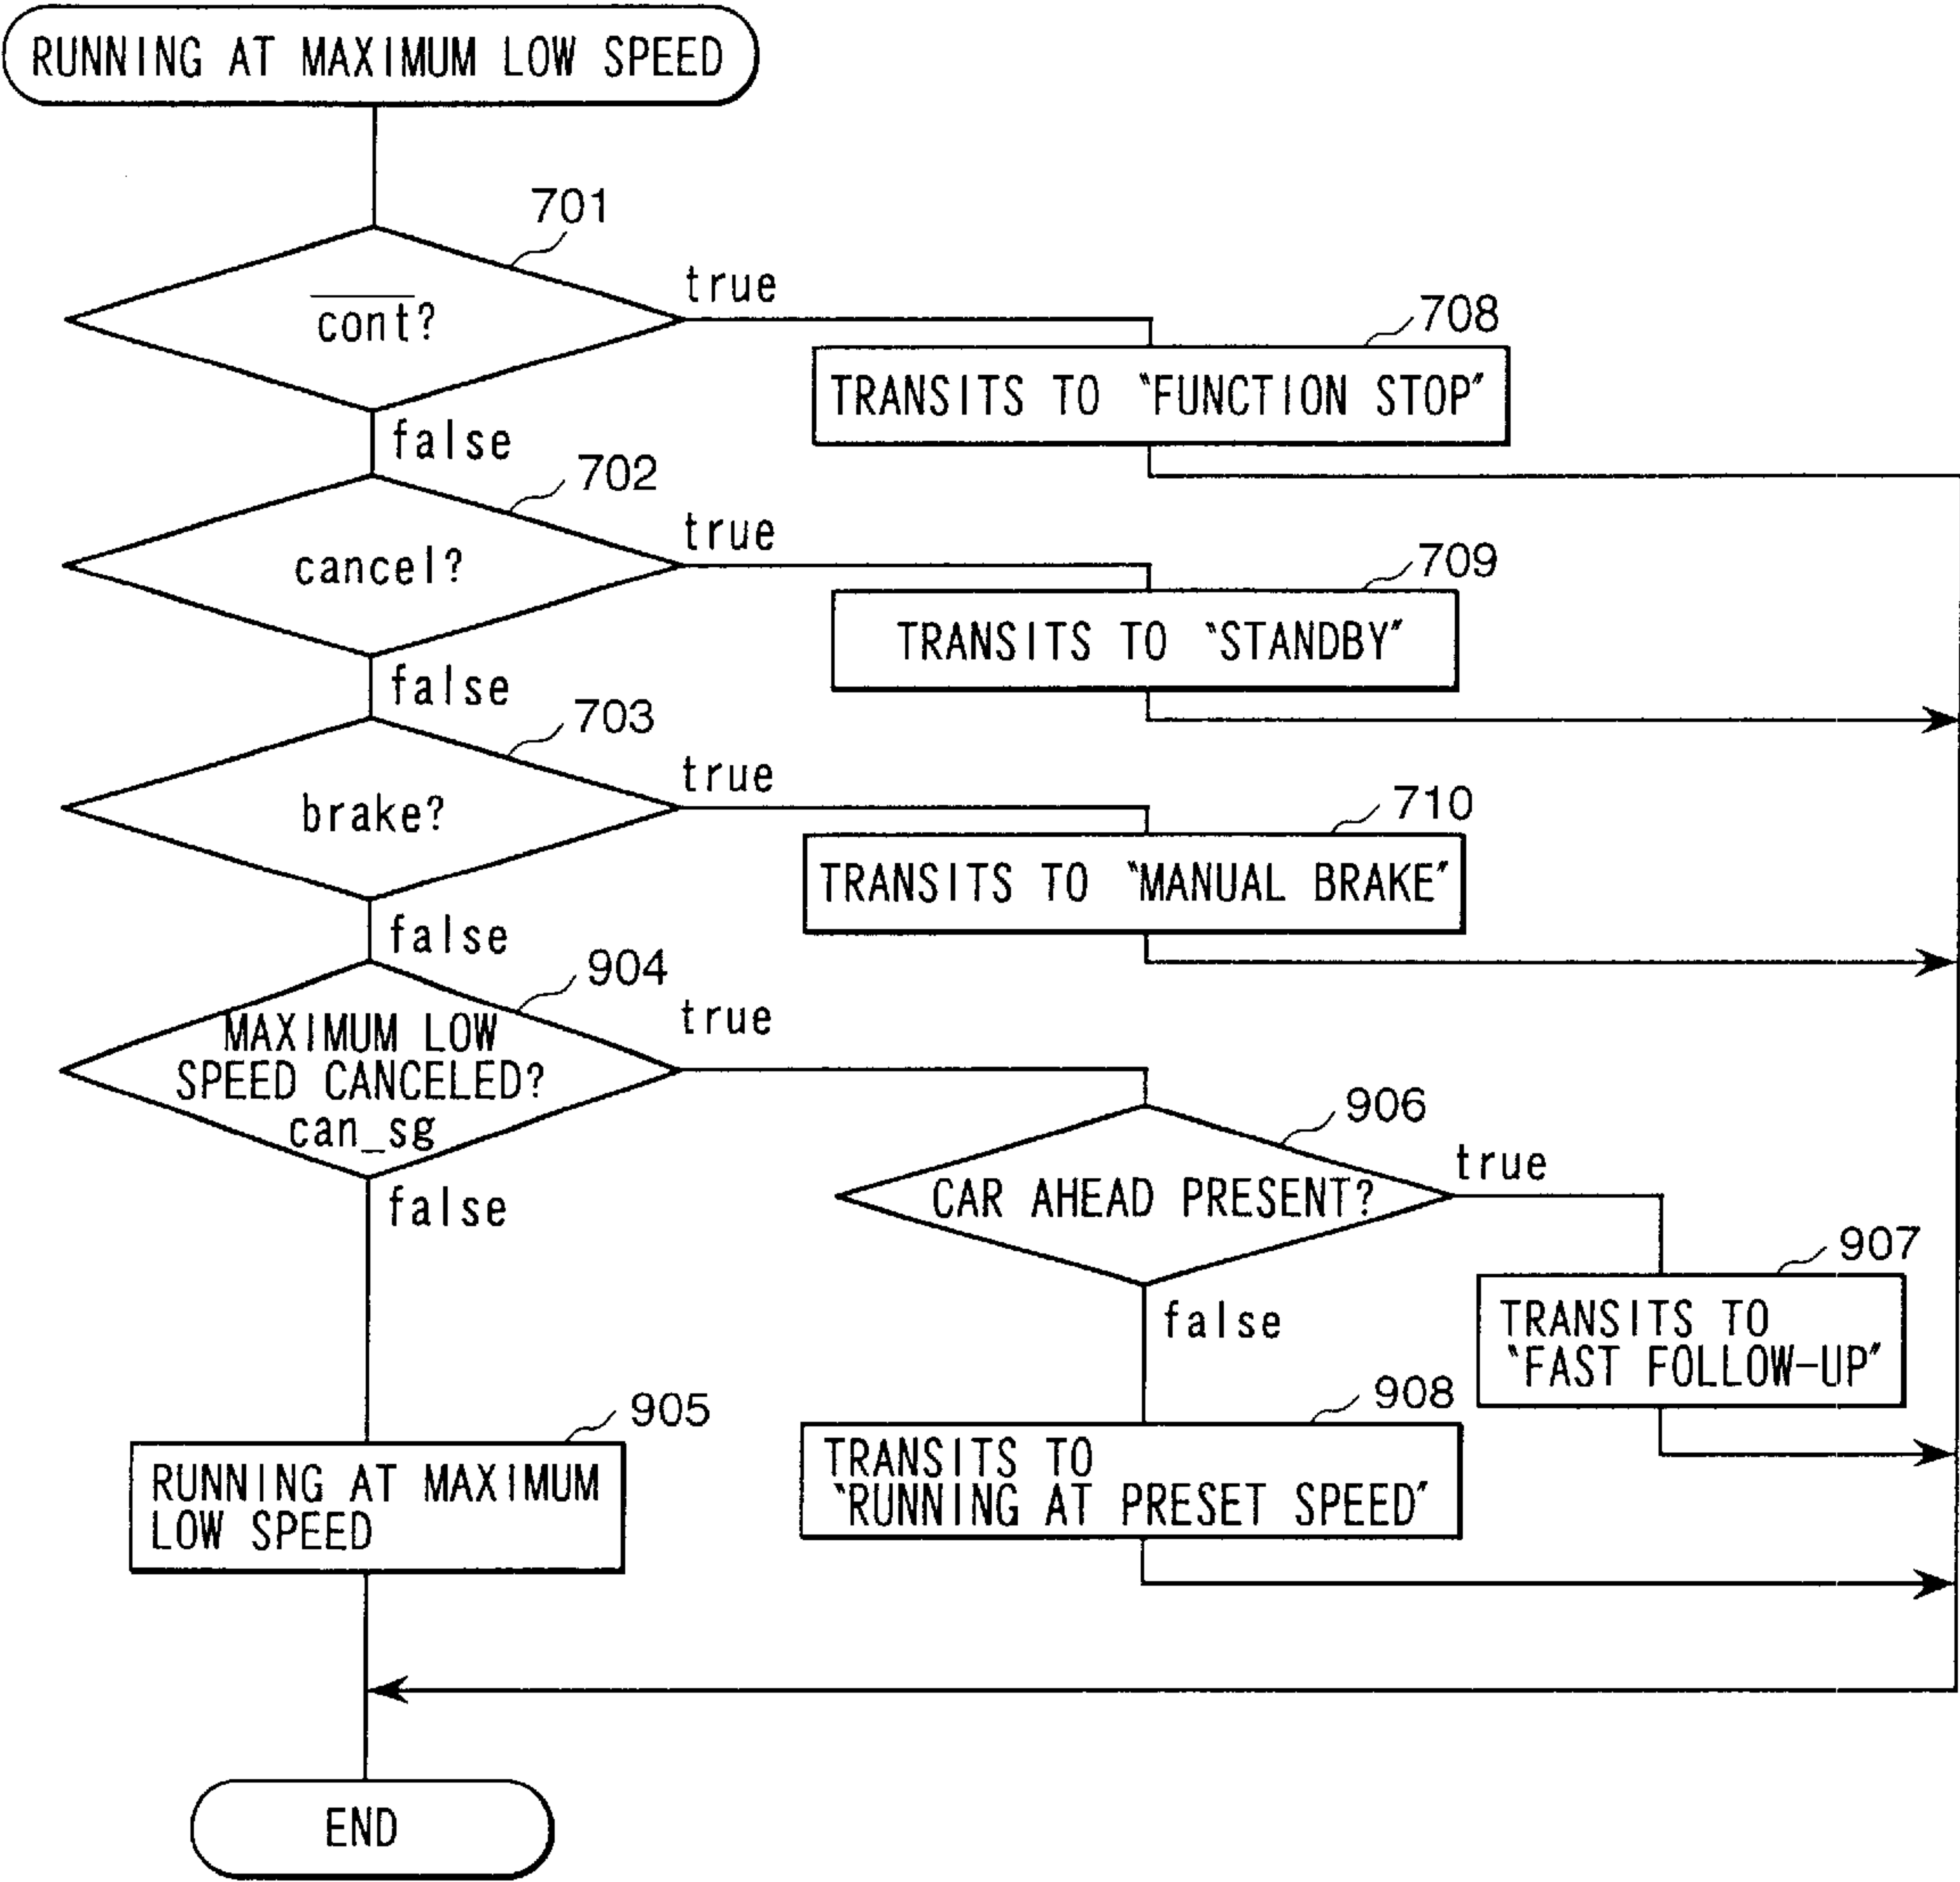 RUNNING AT MAXIMUM LOW SPEED
701
c̅o̅n̅t̅?
true
708
TRANSITS TO "FUNCTION STOP"
false
702
cancel?
true
709
TRANSITS TO "STANDBY"
false
703
brake?
true
710
TRANSITS TO "MANUAL BRAKE"
false
904
MAXIMUM LOW
SPEED CANCELED?
can_sg
true
906
CAR AHEAD PRESENT?
true
false
907
TRANSITS TO
"FAST FOLLOW-UP"
false
908
TRANSITS TO
"RUNNING AT PRESET SPEED"
905
RUNNING AT MAXIMUM
LOW SPEED
END